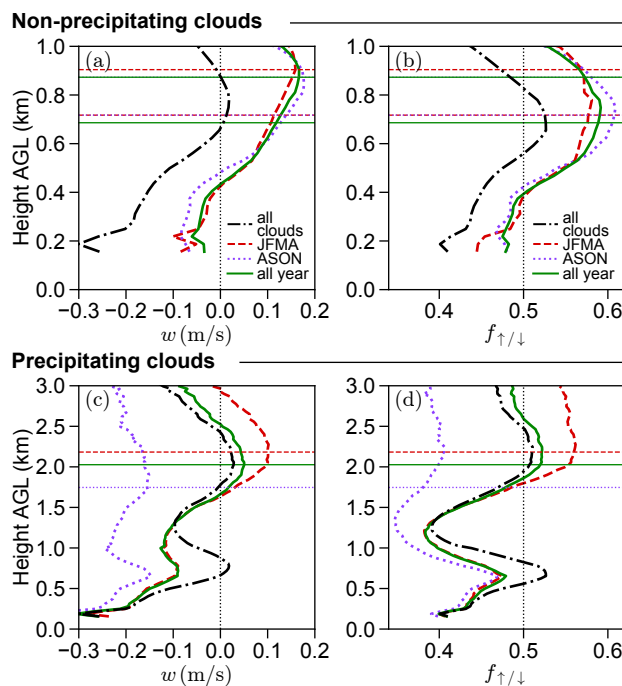 Non-precipitating clouds
(a)
(b)
Height AGL (km)
1.0
0.8
0.6
0.4
0.2
0.0
all
clouds
JFMA
ASON
all year
all
clouds
JFMA
ASON
all year
−0.3 −0.2 −0.1 0.0 0.1 0.2
0.4 0.5 0.6
w (m/s)
f↑/↓
Precipitating clouds
(c)
(d)
Height AGL (km)
3.0
2.5
2.0
1.5
1.0
0.5
0.0
−0.3 −0.2 −0.1 0.0 0.1 0.2
0.4 0.5 0.6
w (m/s)
f↑/↓